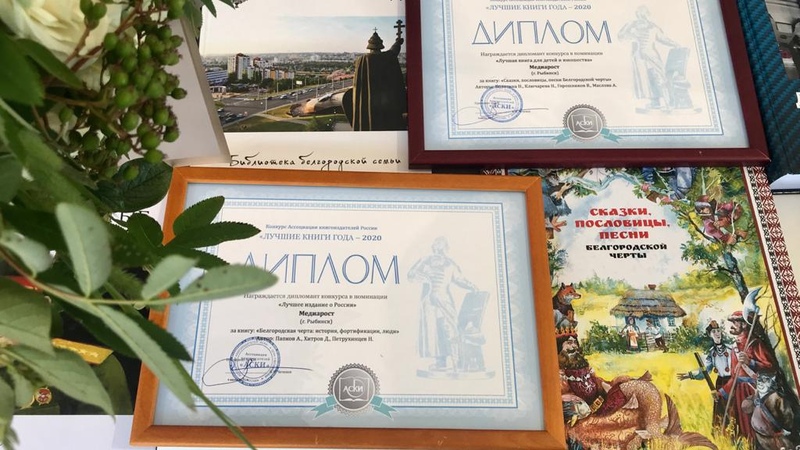 «ЛУЧШИЕ КНИГИ ГОДА – 2020
ДИПЛОМ
Награждается дипломант конкурса в номинации
«Лучшая книга для детей и юношества»
Медиарост
(г. Рыбинск)
за книгу: «Сказки, пословицы, песни Белгородской черты»
АСКИ
Библиотека белгородской семьи
Конкурс Ассоциации книгоиздателей России
«ЛУЧШИЕ КНИГИ ГОДА – 2020
ДИПЛОМ
Награждается дипломант конкурса в номинации
«Лучшее издание о России»
Медиарост
(г. Рыбинск)
за книгу: «Белгородская черта: история, фортификация, люди»
Автор: Папков А., Хитров Д., Петрухинцев Н.
АСКИ
СКАЗКИ,
ПОСЛОВИЦЫ,
ПЕСНИ
БЕЛГОРОДСКОЙ
ЧЕРТЫ